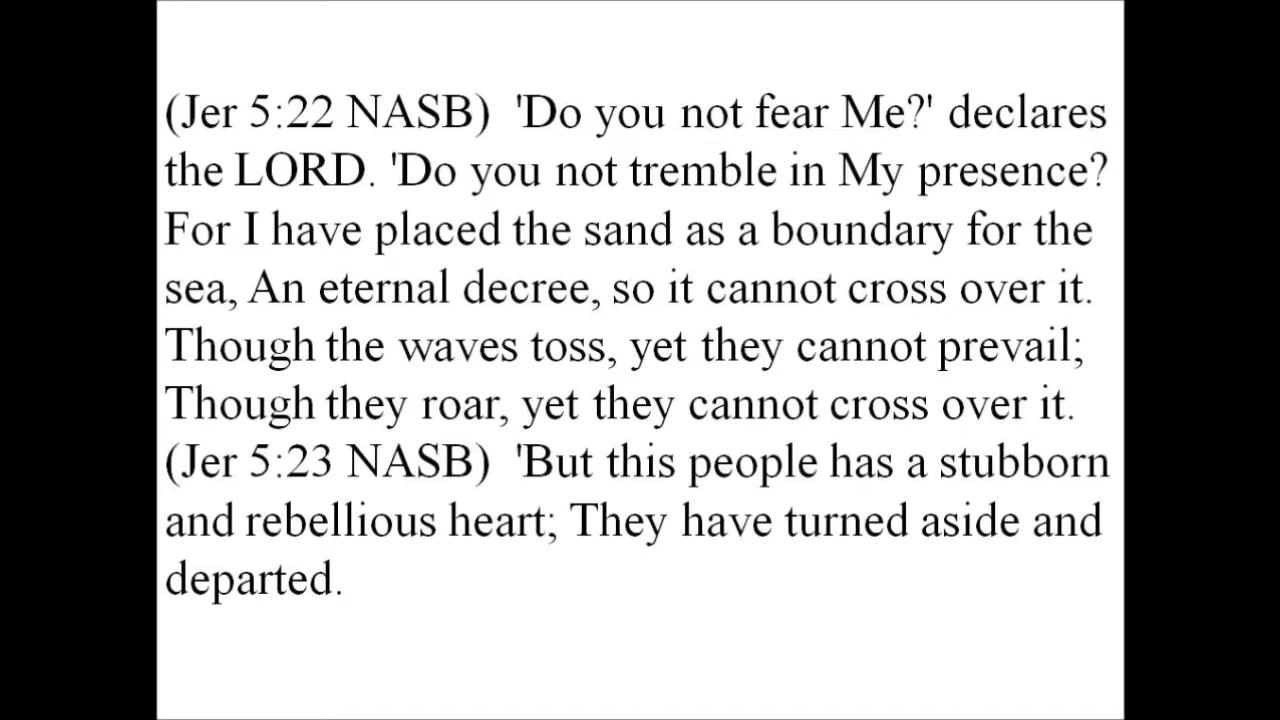 (Jer 5:22 NASB)  'Do you not fear Me?' declares
the LORD. 'Do you not tremble in My presence?
For I have placed the sand as a boundary for the
sea, An eternal decree, so it cannot cross over it.
Though the waves toss, yet they cannot prevail;
Though they roar, yet they cannot cross over it.
(Jer 5:23 NASB)  'But this people has a stubborn
and rebellious heart; They have turned aside and
departed.